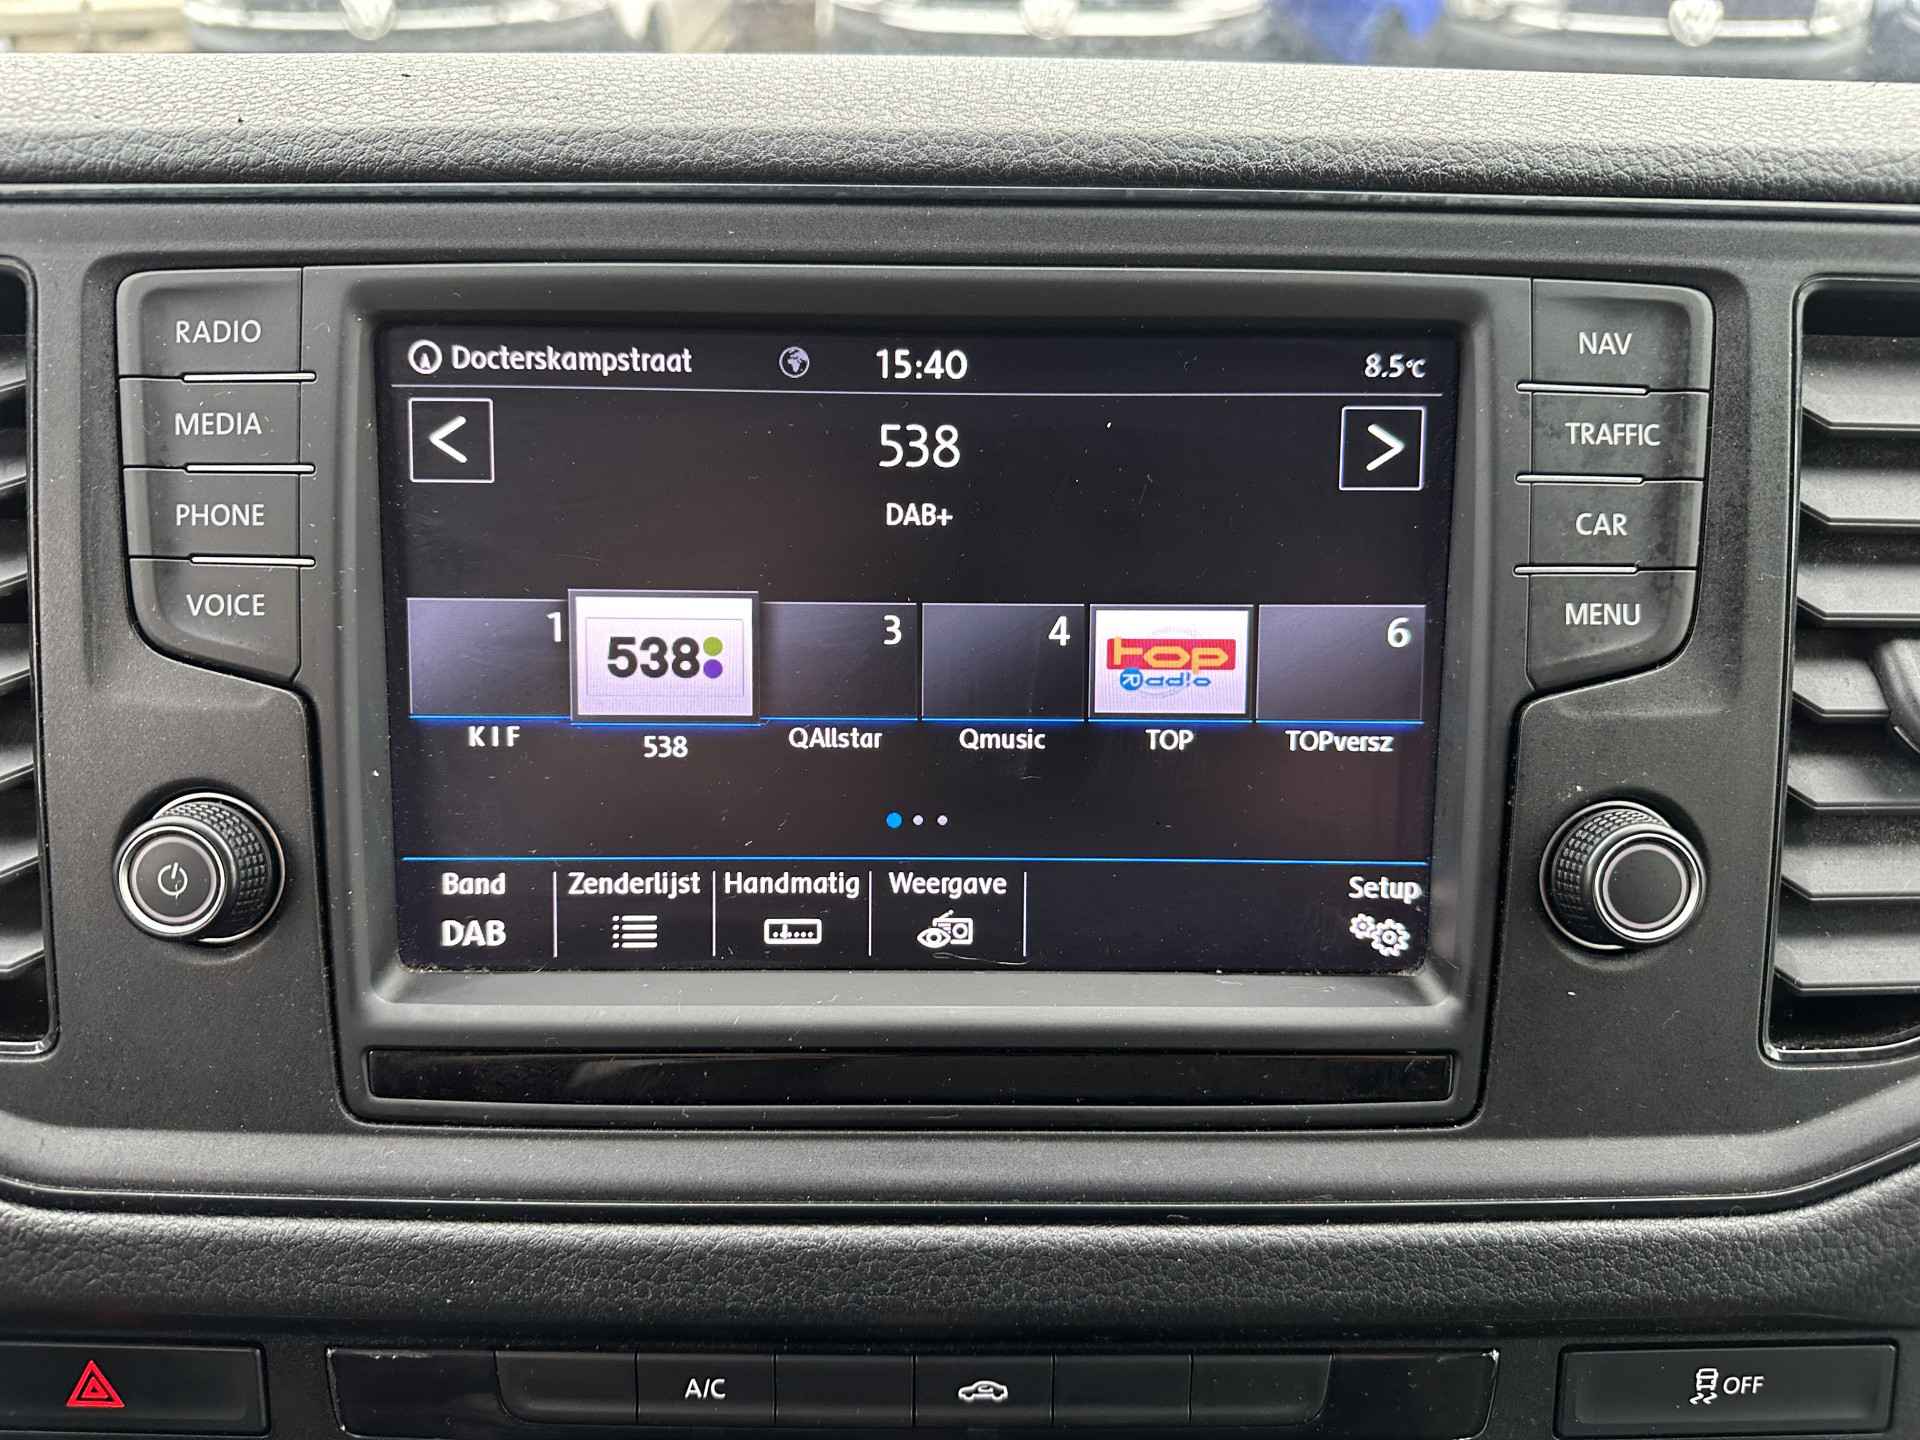 RADIO
MEDIA
PHONE
VOICE
NAV
TRAFFIC
CAR
MENU
Docterskampstraat
15:40
8.5°C
<
538
>
DAB+
1
538
3
4
TOP
Radio
6
K I F
538
QAllstar
Qmusic
TOP
TOPversz
Band
Zenderlijst
Handmatig
Weergave
Setup
DAB
A/C
OFF